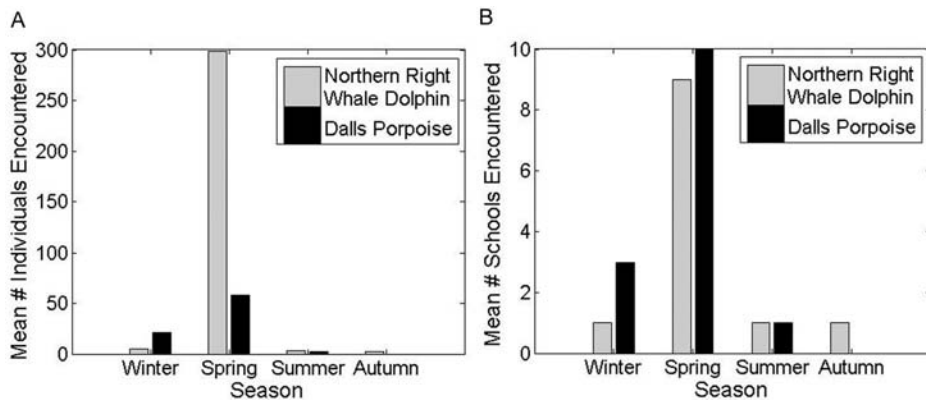 A
Mean # Individuals Encountered
300
250
200
150
100
50
0
Northern Right
Whale Dolphin
Dalls Porpoise
Winter Spring Summer Autumn
Season
B
Mean # Schools Encountered
10
8
6
4
2
0
Northern Right
Whale Dolphin
Dalls Porpoise
Winter Spring Summer Autumn
Season